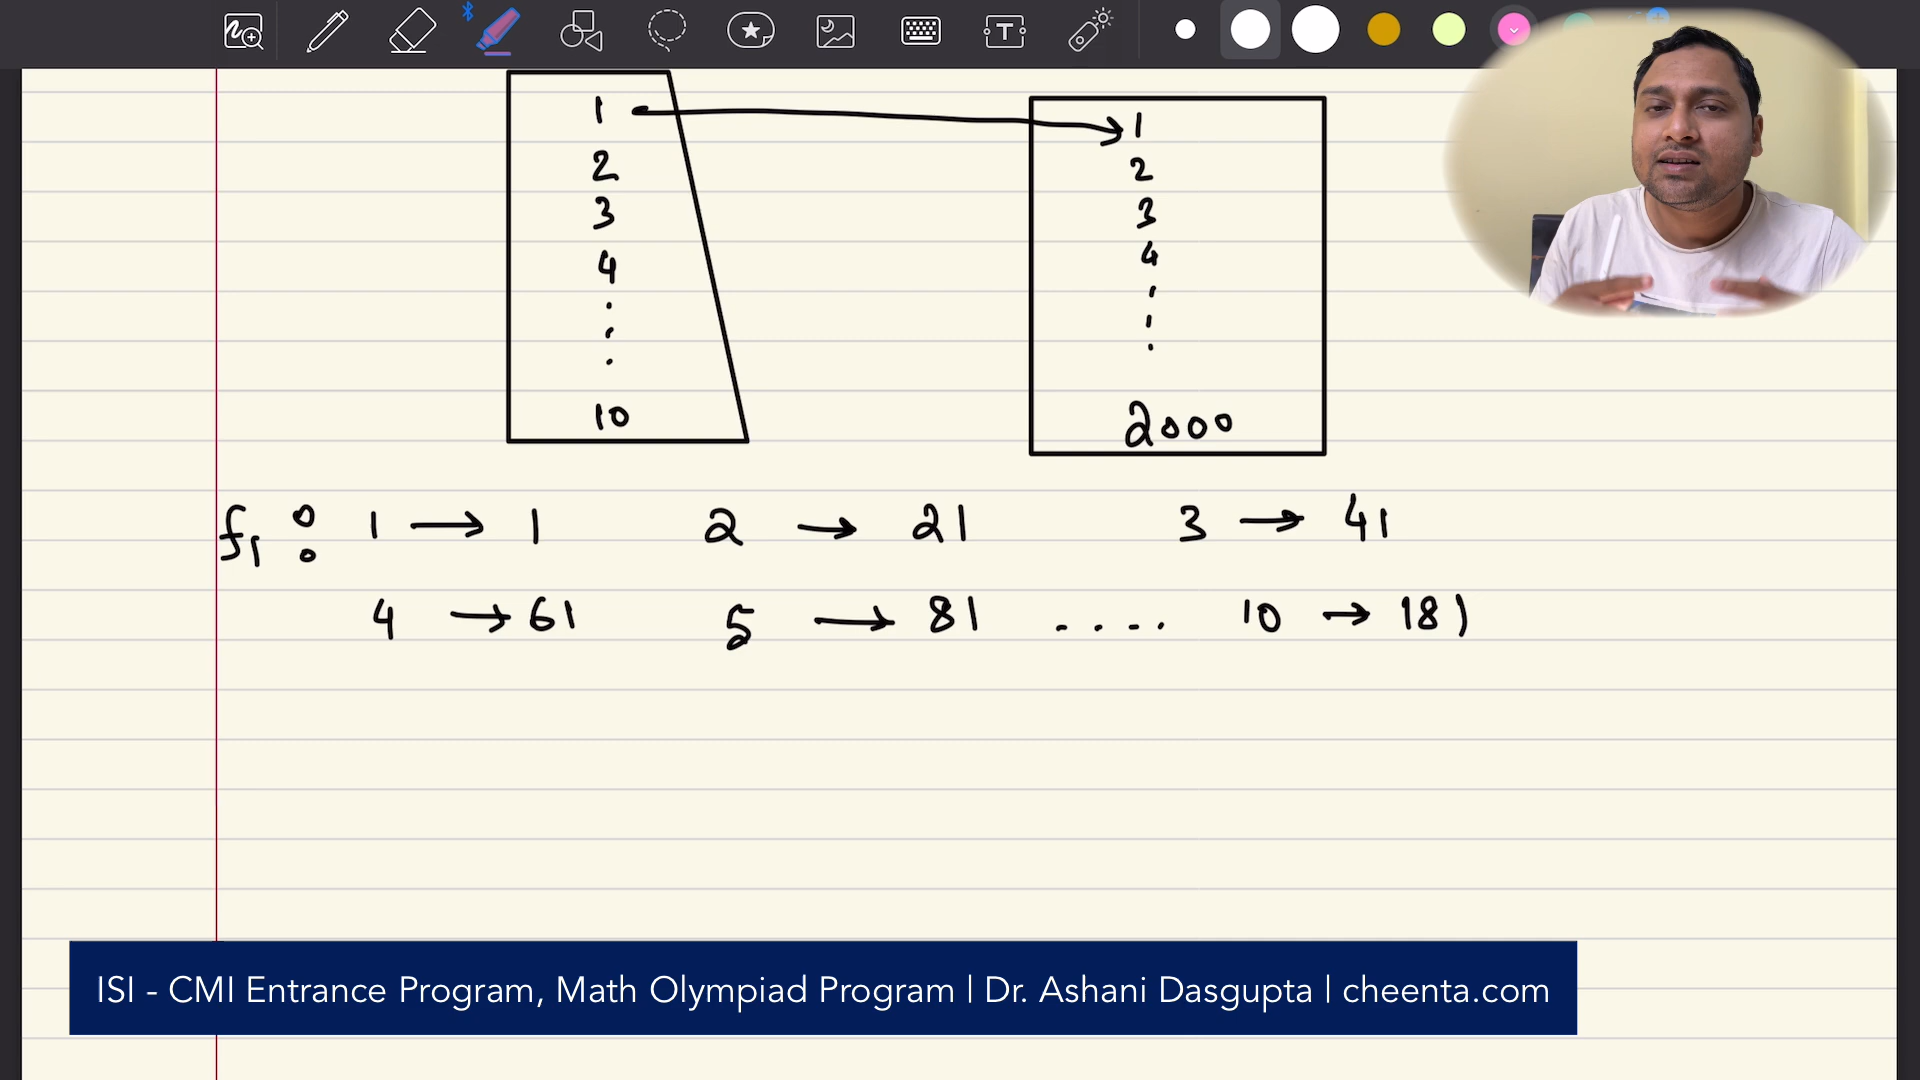 1 → 1
2 2
3 3
4 4
10 2000
f₁ : 1 → 1 2 → 21 3 → 41
4 → 61 5 → 81 .... 10 → 181
ISI - CMI Entrance Program, Math Olympiad Program | Dr. Ashani Dasgupta | cheenta.com